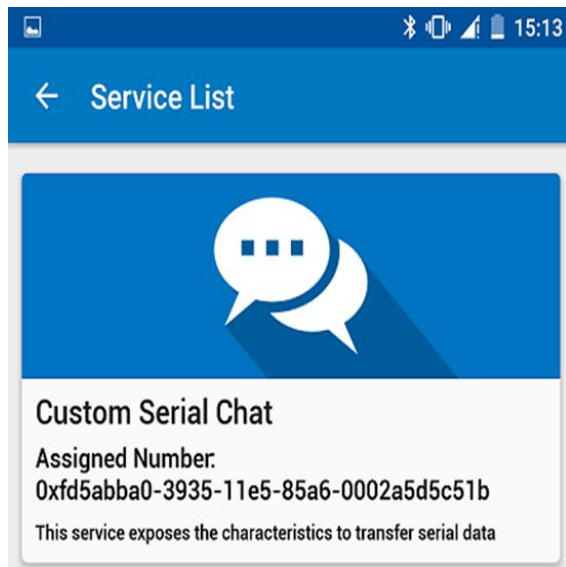 15:13
Service List
Custom Serial Chat
Assigned Number:
0xfd5abba0-3935-11e5-85a6-0002a5d5c51b
This service exposes the characteristics to transfer serial data